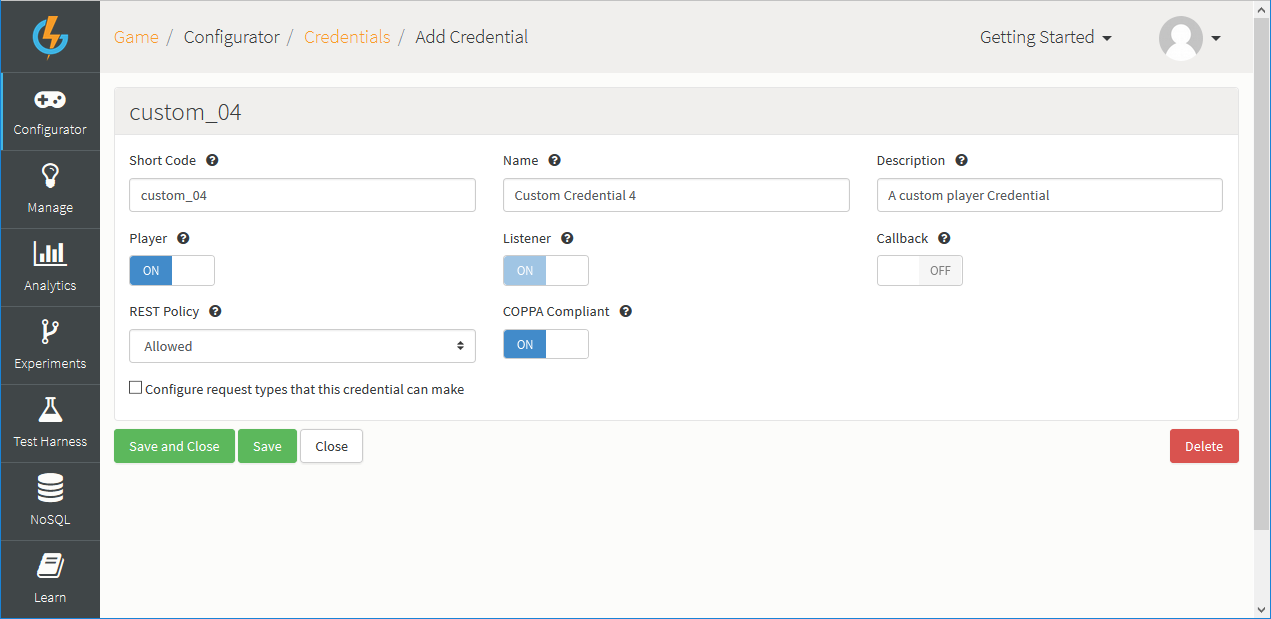 Game / Configurator / Credentials / Add Credential
Getting Started
Configurator
Manage
Analytics
Experiments
Test Harness
NoSQL
Learn
custom_04
Short Code
Name
Description
custom_04
Custom Credential 4
A custom player Credential
Player
Listener
Callback
ON
ON
OFF
REST Policy
COPPA Compliant
Allowed
ON
Configure request types that this credential can make
Save and Close
Save
Close
Delete